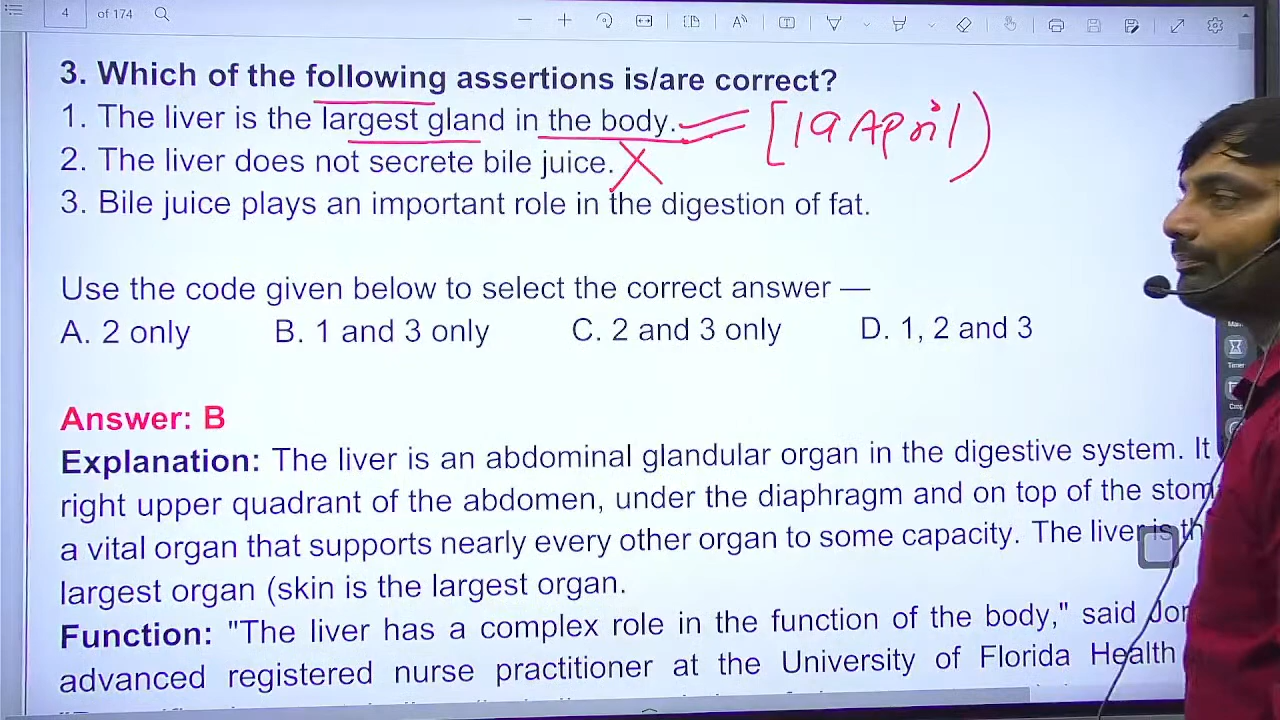 4 of 174
3. Which of the following assertions is/are correct?
1. The liver is the largest gland in the body. [19 April)
2. The liver does not secrete bile juice.
3. Bile juice plays an important role in the digestion of fat.
Use the code given below to select the correct answer —
A. 2 only B. 1 and 3 only C. 2 and 3 only D. 1, 2 and 3
Answer: B
Explanation: The liver is an abdominal glandular organ in the digestive system. It
right upper quadrant of the abdomen, under the diaphragm and on top of the stom
a vital organ that supports nearly every other organ to some capacity. The liver is th
largest organ (skin is the largest organ.
Function: "The liver has a complex role in the function of the body," said Jor
advanced registered nurse practitioner at the University of Florida Health
Timer